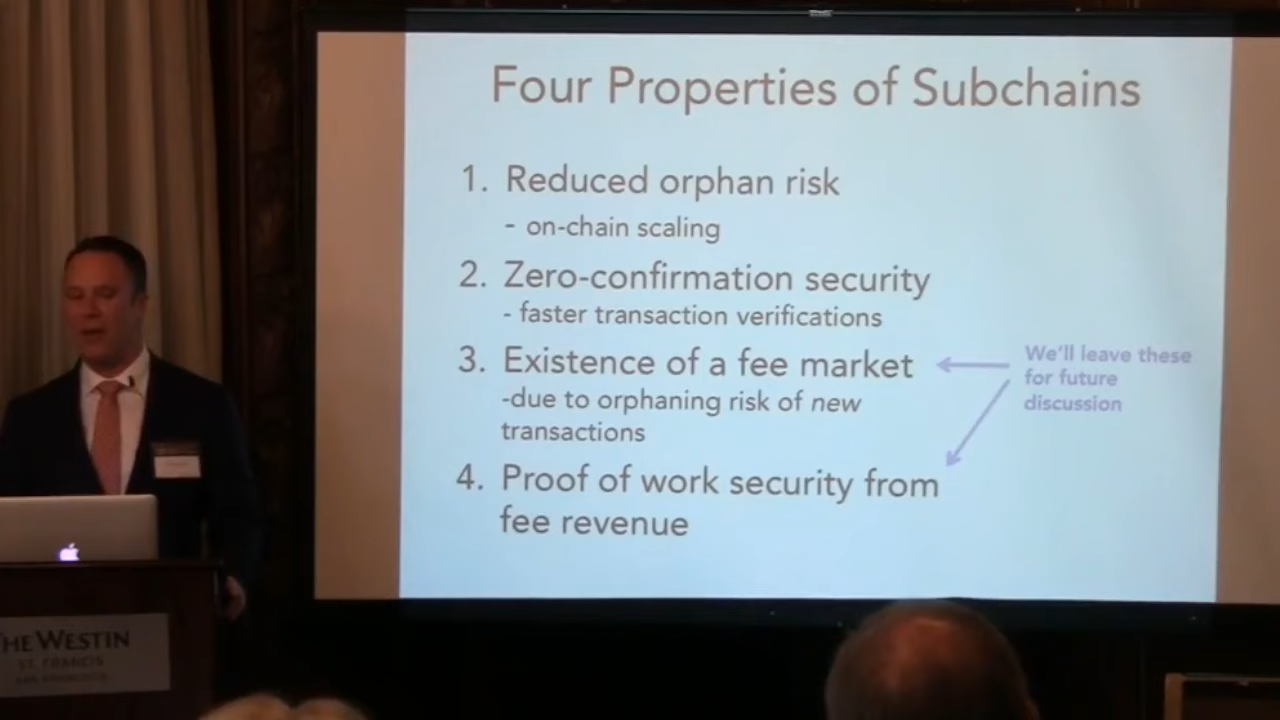 Four Properties of Subchains
1. Reduced orphan risk
- on-chain scaling
2. Zero-confirmation security
- faster transaction verifications
3. Existence of a fee market
-due to orphaning risk of new
transactions
4. Proof of work security from
fee revenue
We'll leave these
for future
discussion
THE WESTIN
ST. FRANCIS
SAN FRANCISCO